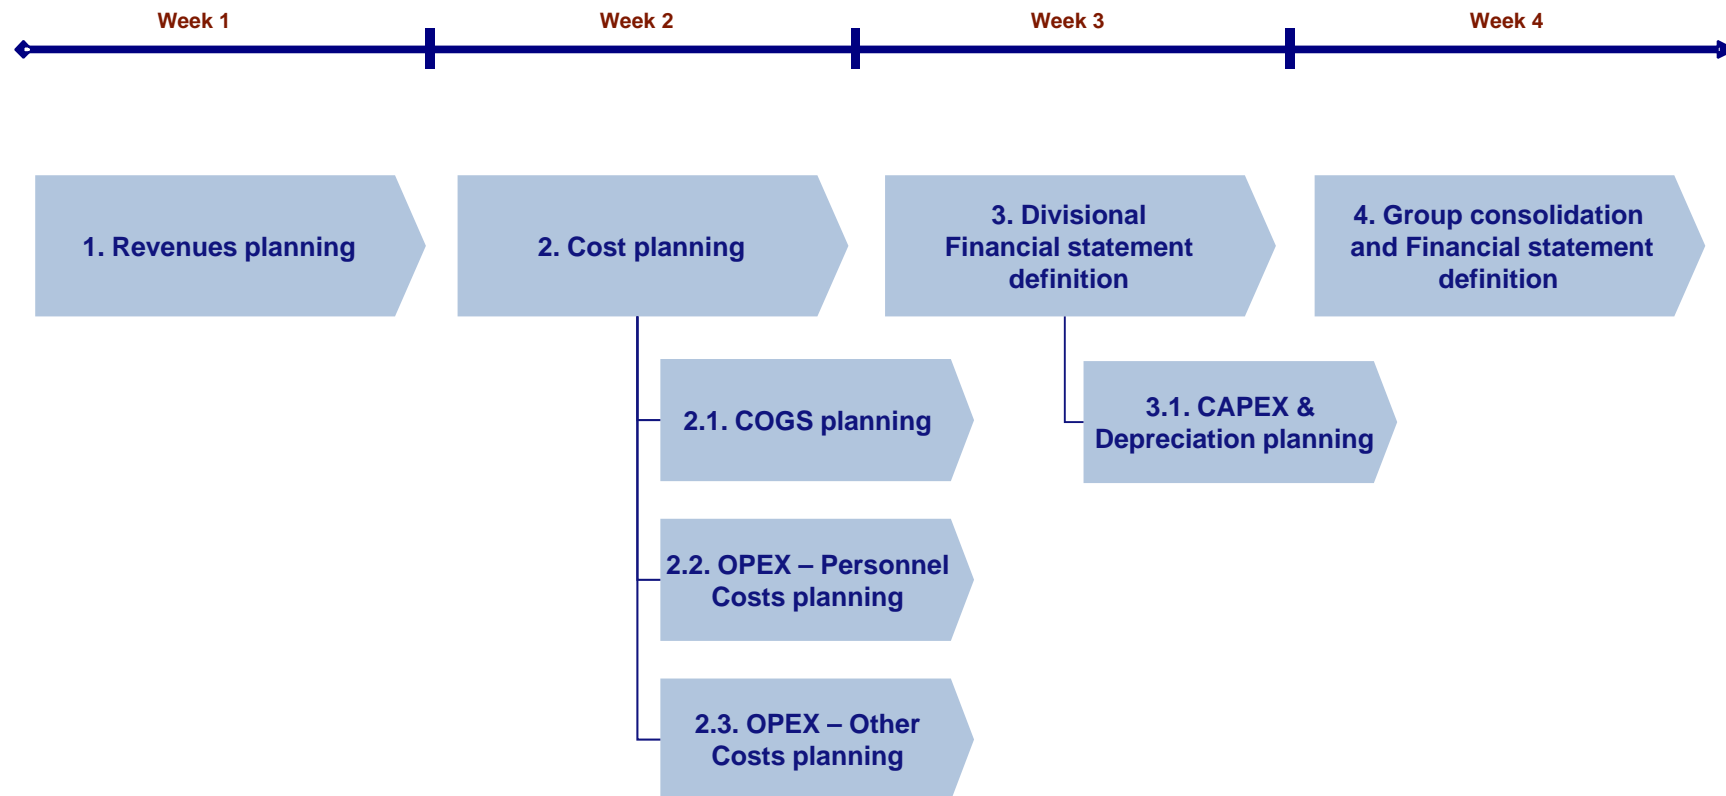 Week 1
Week 2
Week 3
Week 4
1. Revenues planning
2. Cost planning
3. Divisional
Financial statement
definition
4. Group consolidation
and Financial statement
definition
2.1. COGS planning
3.1. CAPEX &
Depreciation planning
2.2. OPEX – Personnel
Costs planning
2.3. OPEX – Other
Costs planning